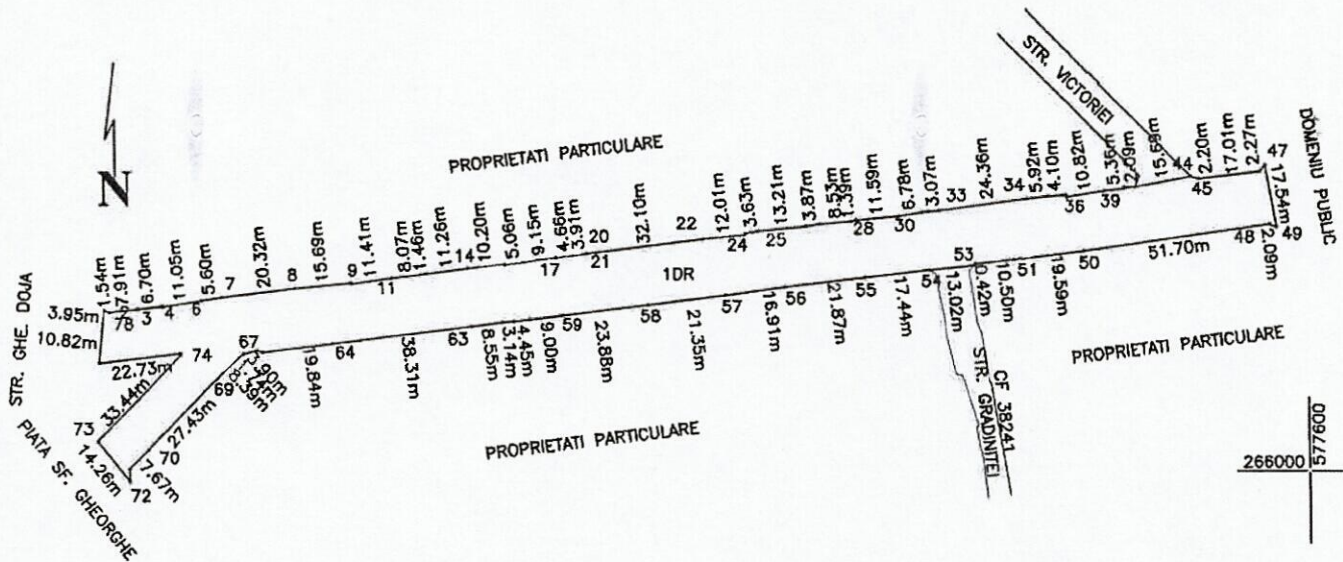 STR. VICTORIEI
DOMENIU PUBLIC
PROPRIETATI PARTICULARE
N
STR. GHE. DOJA
PIATA SF. GHEORGHE
1.54m
7.91m
6.70m
11.05m
5.60m
20.32m
15.69m
11.41m
8.07m
1.46m
11.26m
10.20m
5.06m
9.15m
4.66m
3.91m
32.10m
12.01m
3.63m
13.21m
3.87m
8.53m
1.39m
11.59m
6.78m
3.07m
24.36m
5.92m
4.10m
10.82m
5.36m
2.09m
15.69m
2.20m
17.01m
2.27m
3 4 6 7 8 9 11 14 17 20 21 22 24 25 28 30 33 34 36 39 44 45 47
17.54m
1DR
3.95m
10.82m
22.73m
74
33.44m
73
14.26m
72
7.67m
70
27.43m
69
67
3.90m
8.39m
19.84m
64
38.31m
63
8.55m
3.14m
4.45m
9.00m
59
23.88m
58
21.35m
57
16.91m
56
21.87m
55
17.44m
54
13.02m
53
0.42m
10.50m
51
19.59m
50
51.70m
48
2.09m
49
STR. GRADINITEI
CF 38241
PROPRIETATI PARTICULARE
PROPRIETATI PARTICULARE
266000
577600